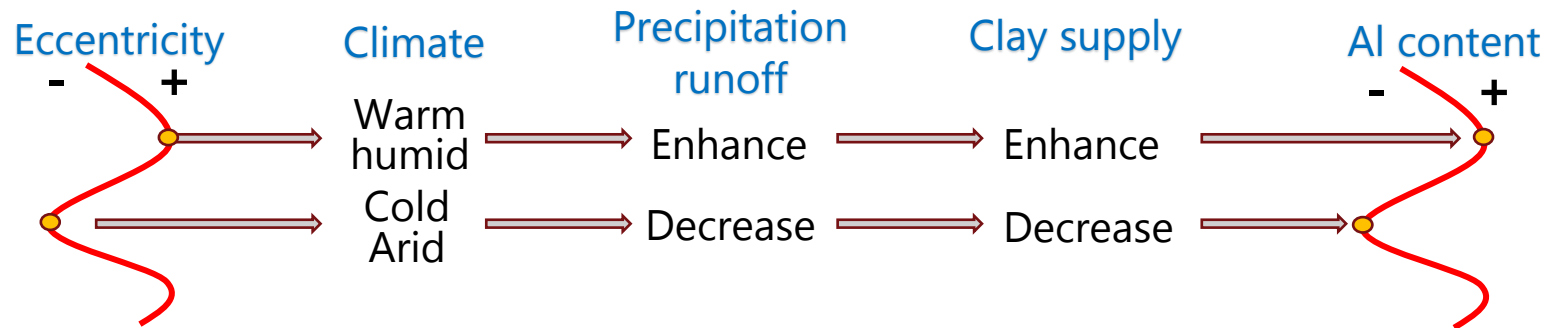 Eccentricity
Climate
Precipitation
runoff
Clay supply
Al content
- +
- +
Warm
humid
Enhance
Enhance
Cold
Arid
Decrease
Decrease